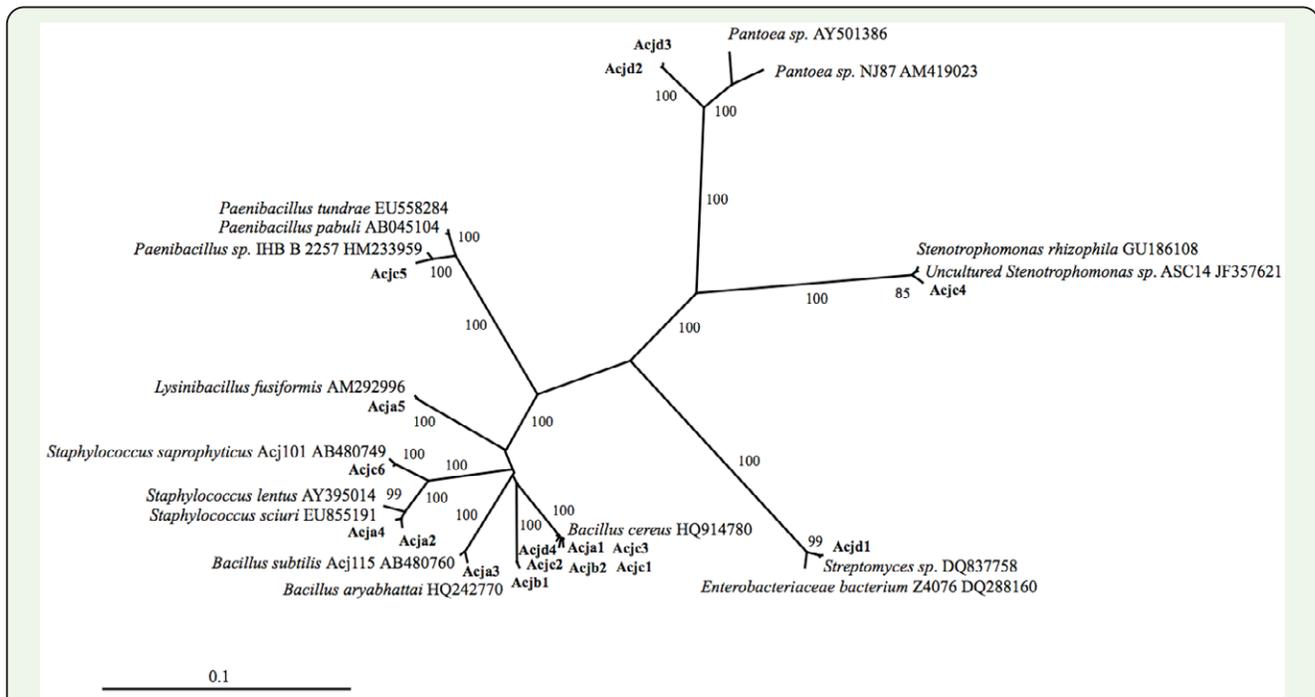 Acjd3
Pantoea sp. AY501386
Acjd2
Pantoea sp. NJ87 AM419023
100
100
100
Paenibacillus tundrae EU558284
Paenibacillus pabuli AB045104
100
Paenibacillus sp. IHB B 2257 HM233959
100
Acjc5
100
Stenotrophomonas rhizophila GU186108
Uncultured Stenotrophomonas sp. ASC14 JF357621
100
85
Acjc4
100
Lysinibacillus fusiformis AM292996
Acja5
100
100
Staphylococcus saprophyticus Acj101 AB480749
100
Acjc6
100
Staphylococcus lentus AY395014
99
100
Staphylococcus sciuri EU855191
Acja4
Acja2
100
100
100
Bacillus cereus HQ914780
Acjd4
Acja1
Acjc3
Acjc2
Acjb2
Acjc1
Bacillus subtilis Acj115 AB480760
Acja3
Acjb1
Bacillus aryabhattai HQ242770
100
99
Acjd1
Streptomyces sp. DQ837758
Enterobacteriaceae bacterium Z4076 DQ288160
0.1